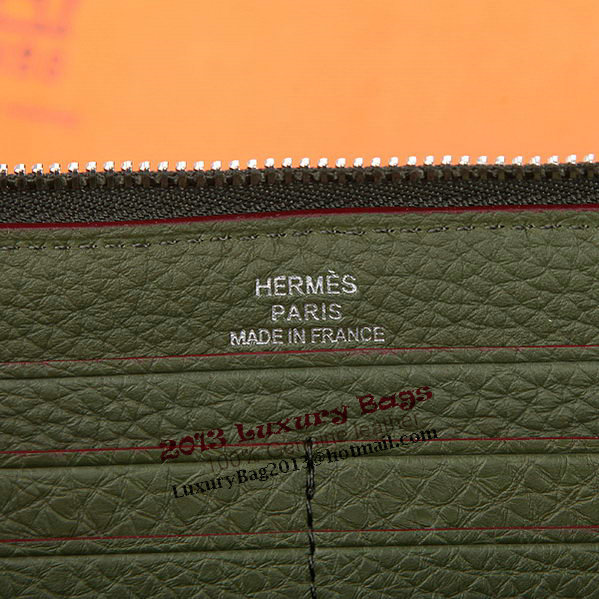 HERMÈS
PARIS
MADE IN FRANCE
2013 Luxury Bags
100% Genuine leather
LuxuryBag2013@hotmail.com